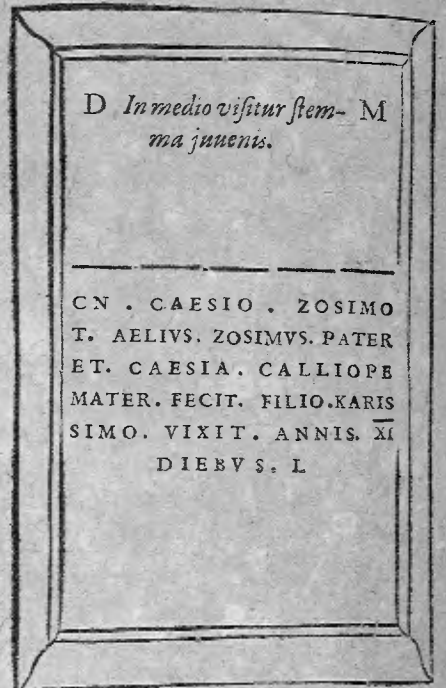 D In medio visitur stem- M
ma juuenis.
CN . CAESIO . ZOSIMO
T. AELIVS. ZOSIMVS. PATER
ET. CAESIA. CALLIOPE
MATER. FECIT. FILIO.KARIS
SIMO. VIXIT. ANNIS. XI
DIEBVS. L